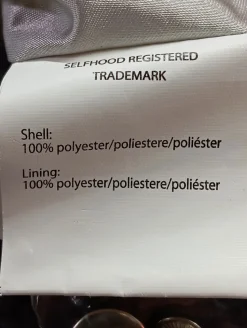 SELFHOOD REGISTERED
TRADEMARK
Shell:
100% polyester/poliestere/poliéster
Lining:
100% polyester/poliestere/poliéster